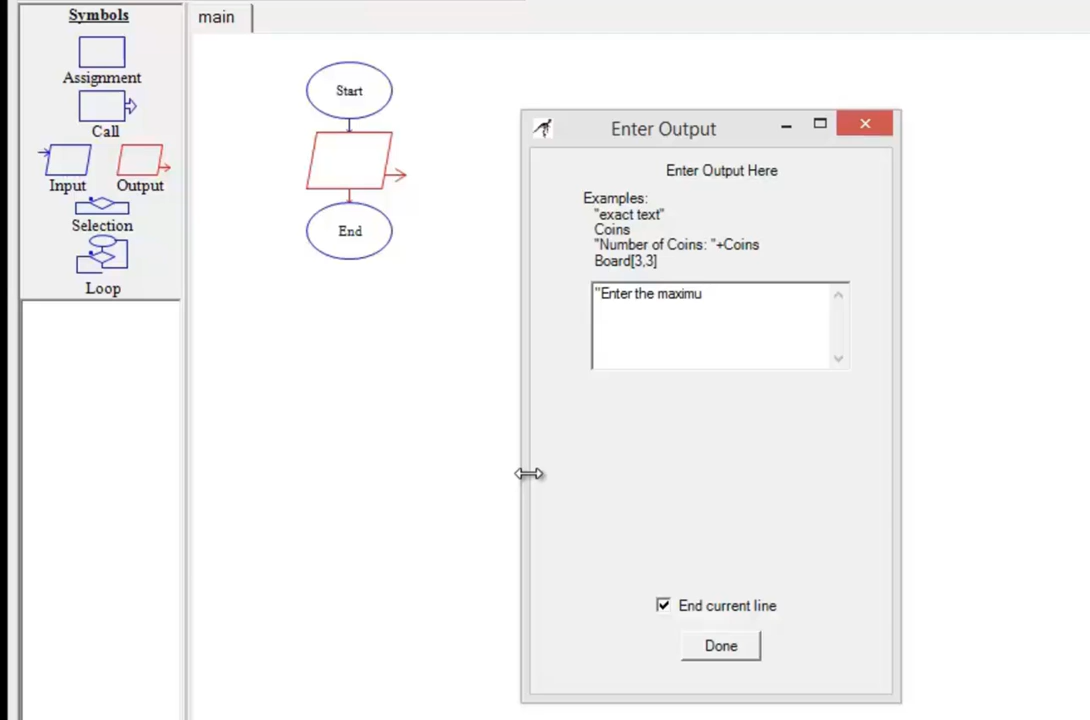 Symbols
Assignment
Call
Input
Output
Selection
Loop
main
Start
End
Enter Output
Enter Output Here
Examples:
"exact text"
Coins
"Number of Coins: "+Coins
Board[3,3]
"Enter the maximu
End current line
Done